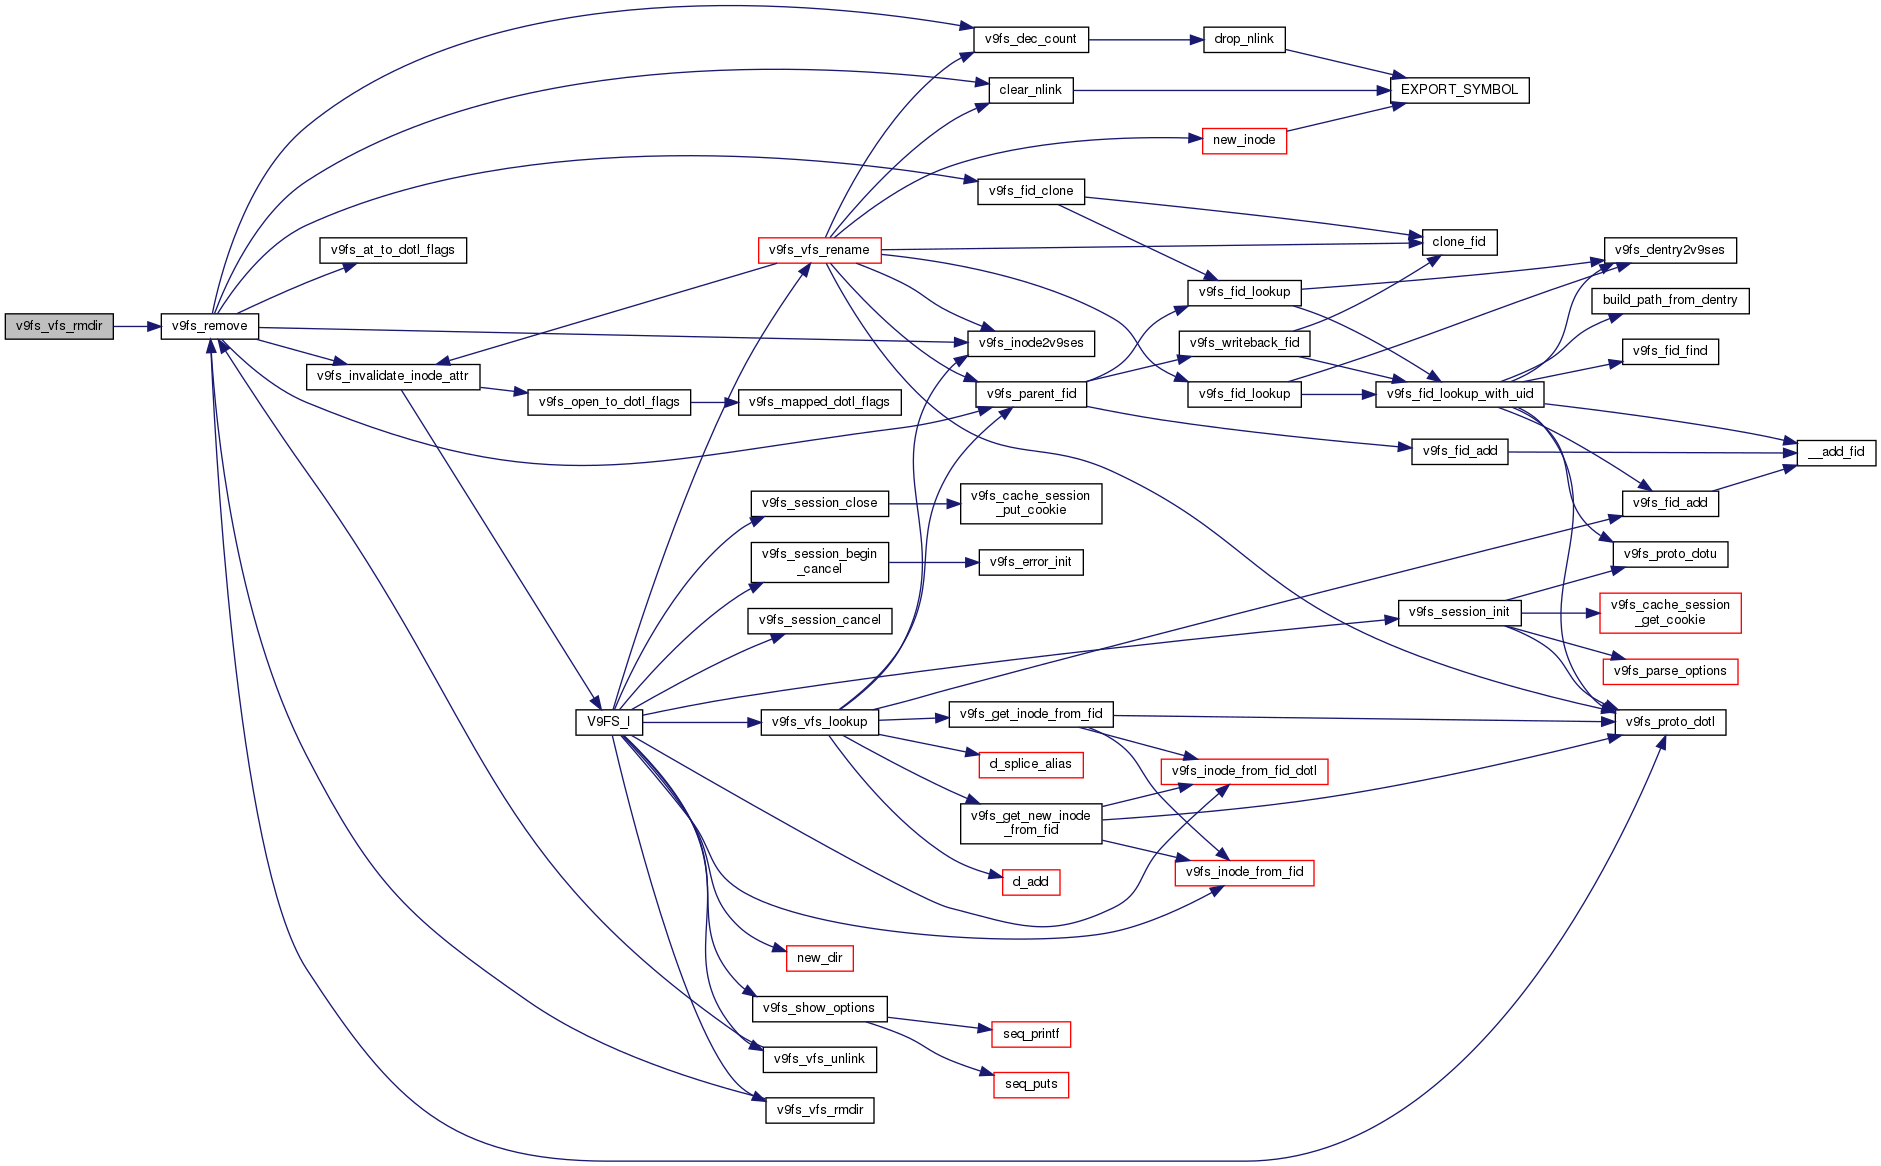 v9fs_dec_count
drop_nlink
clear_nlink
EXPORT_SYMBOL
new_inode
v9fs_fid_clone
v9fs_at_to_dotl_flags
v9fs_vfs_rename
clone_fid
v9fs_dentry2v9ses
v9fs_fid_lookup
build_path_from_dentry
v9fs_vfs_rmdir
v9fs_remove
v9fs_inode2v9ses
v9fs_writeback_fid
v9fs_fid_find
v9fs_invalidate_inode_attr
v9fs_open_to_dotl_flags
v9fs_mapped_dotl_flags
v9fs_parent_fid
v9fs_fid_lookup
v9fs_fid_lookup_with_uid
v9fs_fid_add
__add_fid
v9fs_session_close
v9fs_cache_session
_put_cookie
v9fs_fid_add
v9fs_session_begin
_cancel
v9fs_error_init
v9fs_proto_dotu
v9fs_session_cancel
v9fs_session_init
v9fs_cache_session
_get_cookie
v9fs_parse_options
V9FS_I
v9fs_vfs_lookup
v9fs_get_inode_from_fid
v9fs_proto_dotl
d_splice_alias
v9fs_inode_from_fid_dotl
v9fs_get_new_inode
_from_fid
d_add
v9fs_inode_from_fid
new_dir
v9fs_show_options
seq_printf
v9fs_vfs_unlink
seq_puts
v9fs_vfs_rmdir